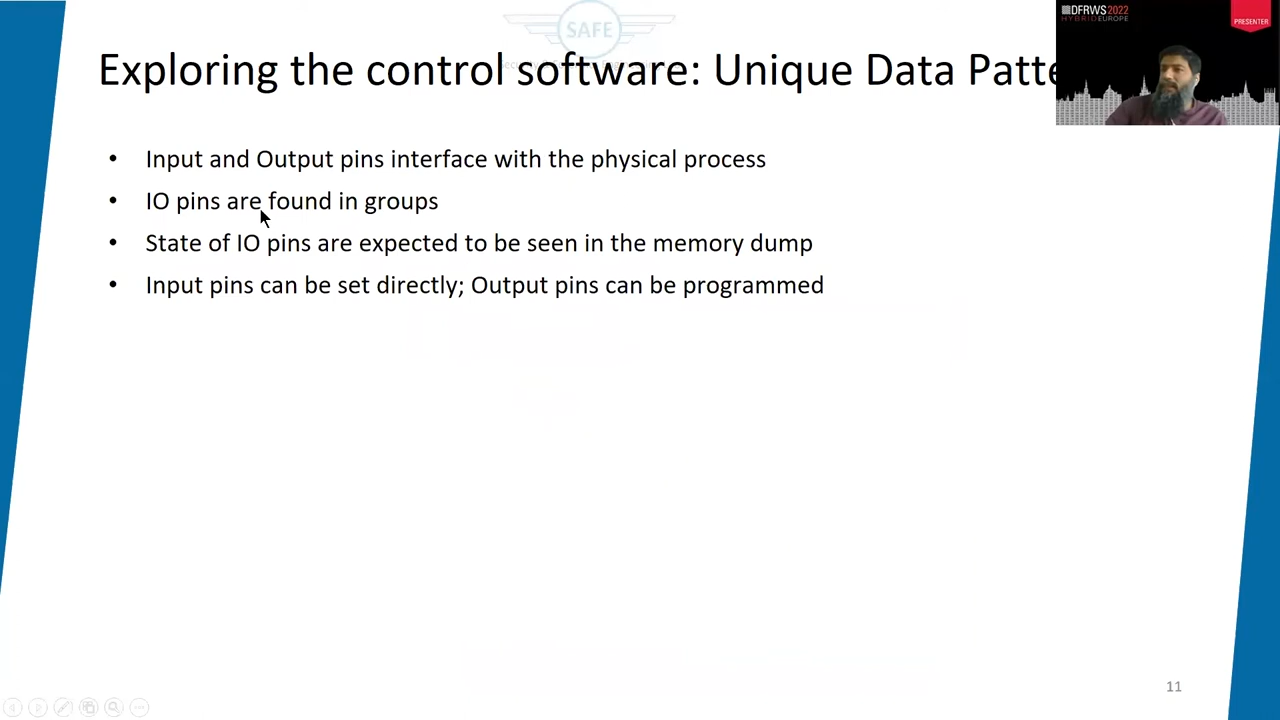 SAFE
DFRWS2022
HYBRID EUROPE
PRESENTER
Exploring the control software: Unique Data Patte
• Input and Output pins interface with the physical process
• IO pins are found in groups
• State of IO pins are expected to be seen in the memory dump
• Input pins can be set directly; Output pins can be programmed
11